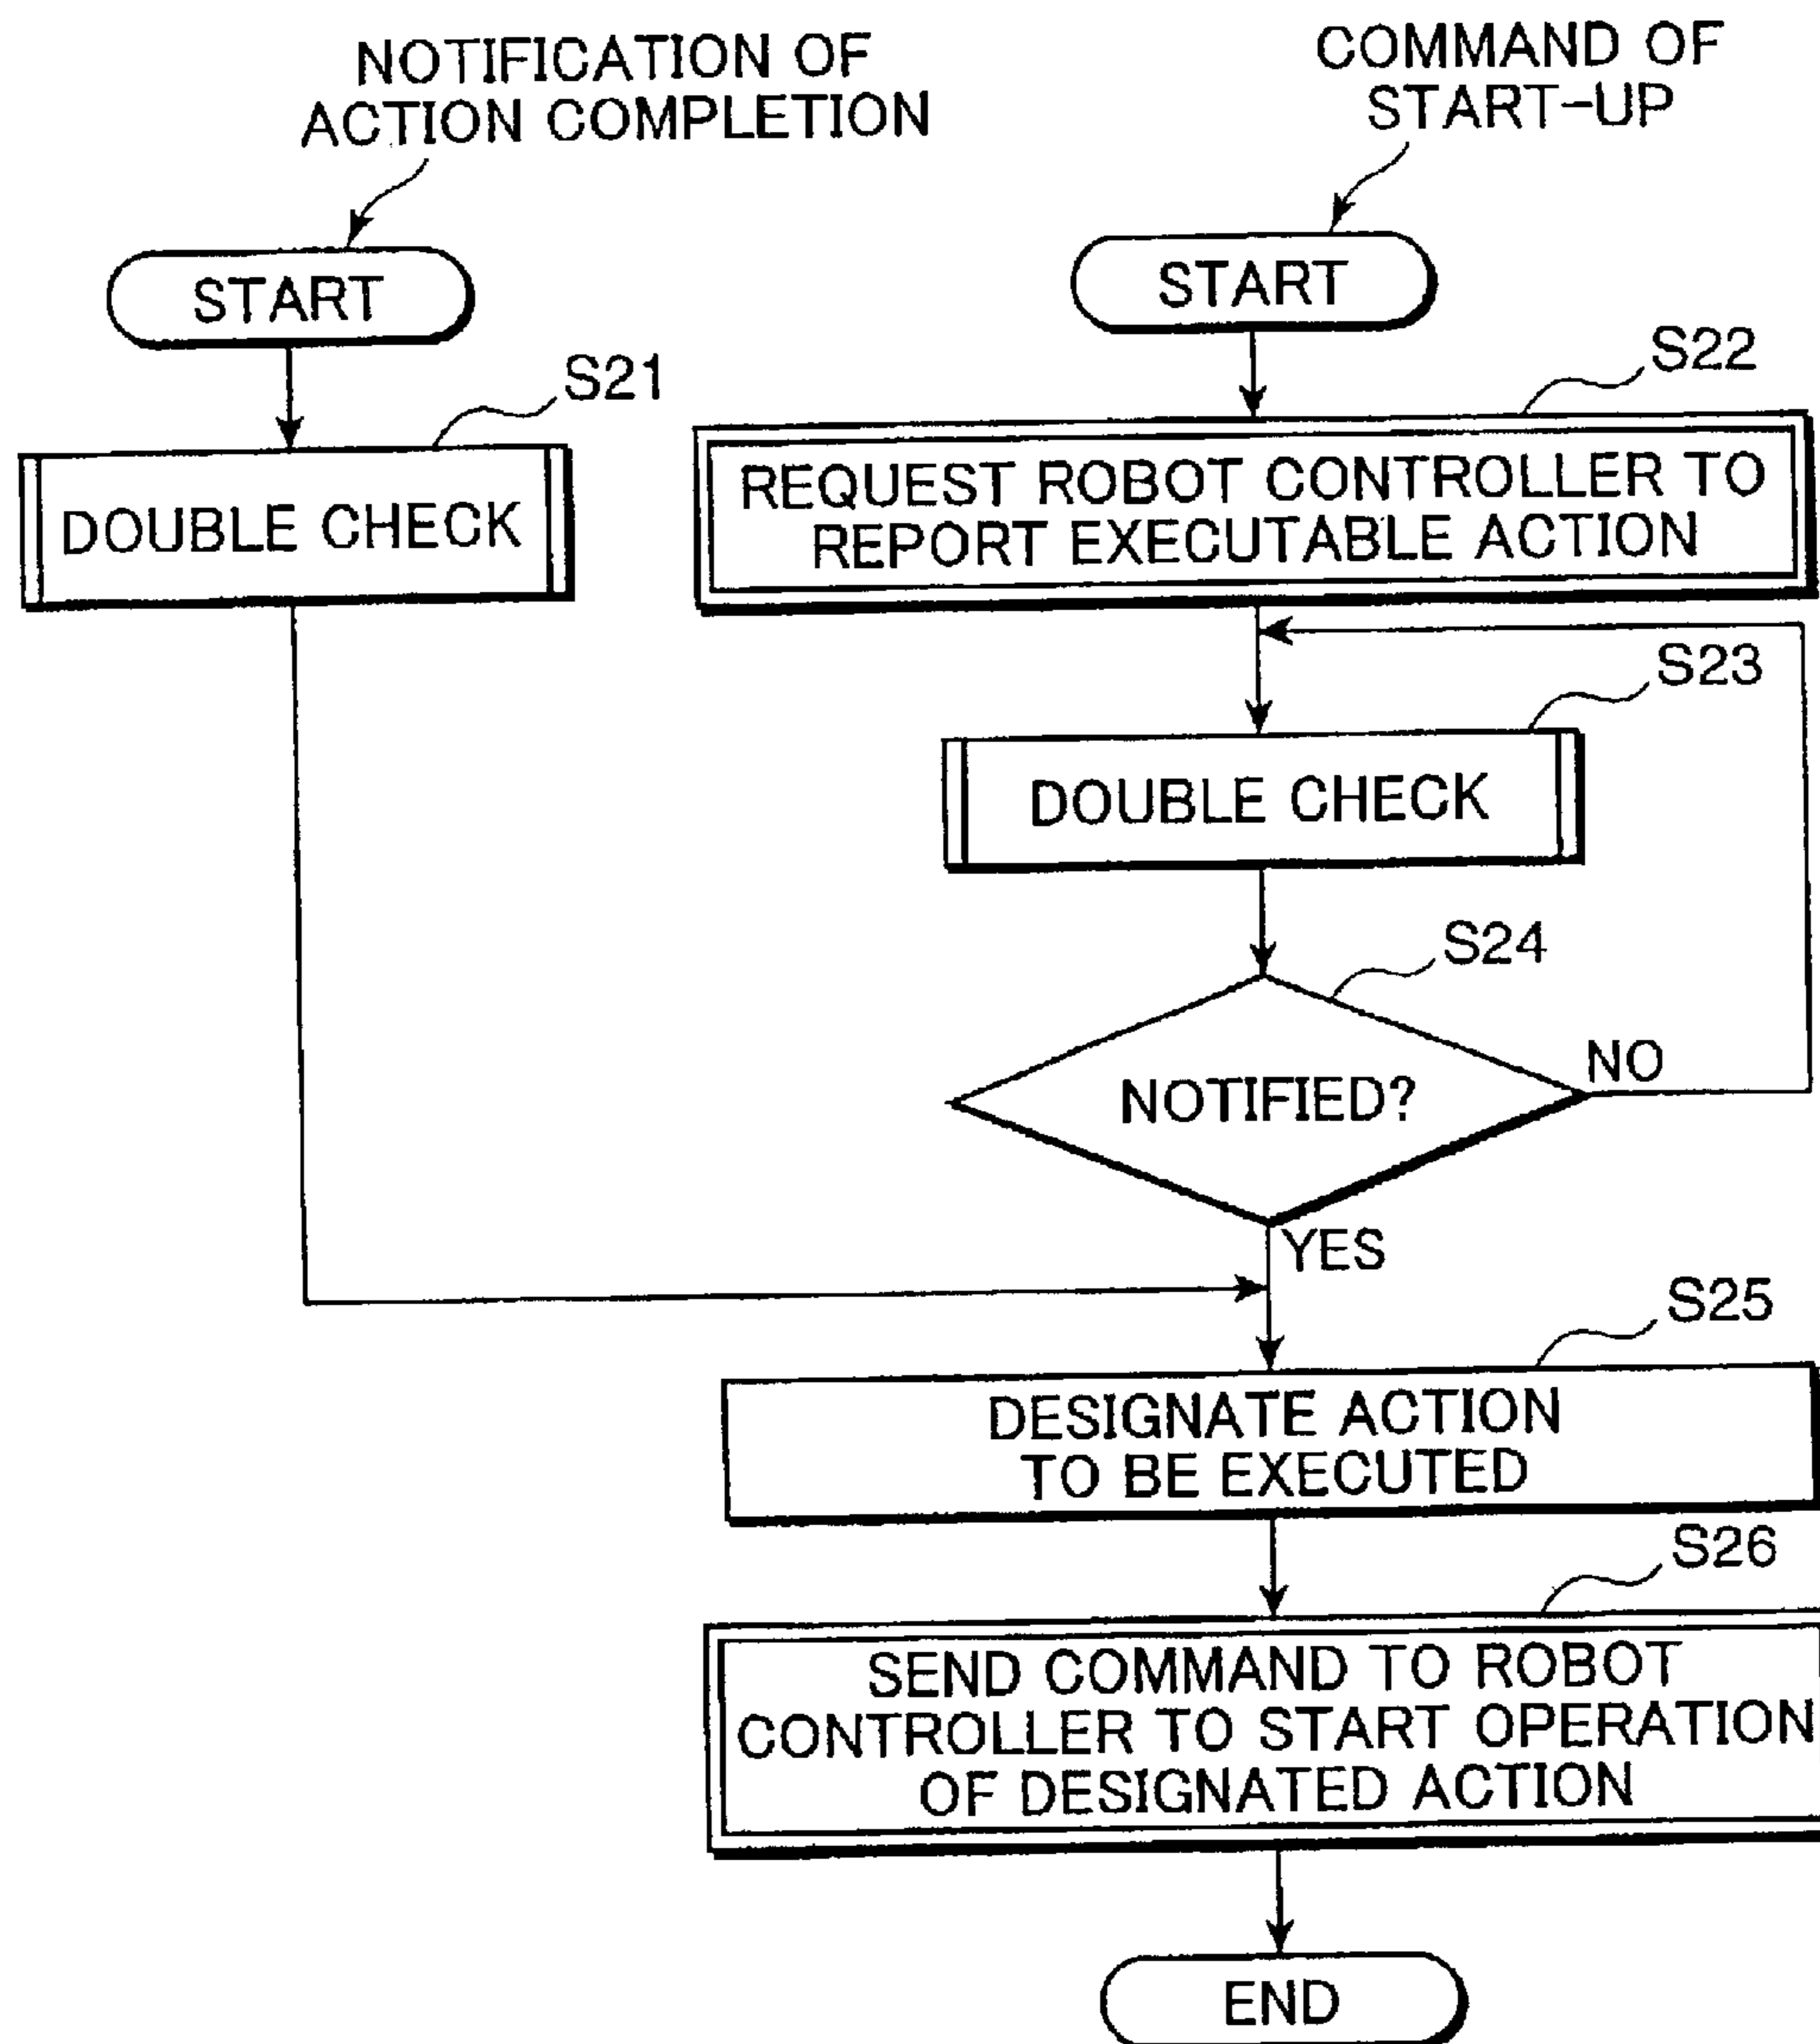 NOTIFICATION OF
ACTION COMPLETION
COMMAND OF
START-UP
START
START
S21
S22
DOUBLE CHECK
REQUEST ROBOT CONTROLLER TO
REPORT EXECUTABLE ACTION
S23
DOUBLE CHECK
S24
NOTIFIED?
NO
YES
S25
DESIGNATE ACTION
TO BE EXECUTED
S26
SEND COMMAND TO ROBOT
CONTROLLER TO START OPERATION
OF DESIGNATED ACTION
END